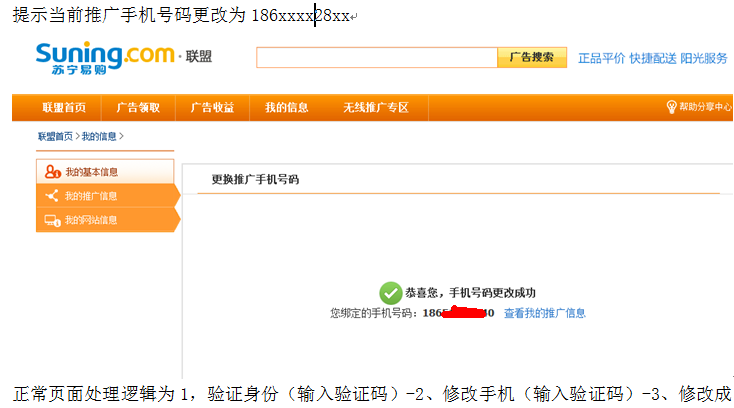 提示当前推广手机号码更改为 186xxxx28xx
Suning.com · 联盟
苏宁易购
广告搜索
正品平价 快捷配送 阳光服务
联盟首页 广告领取 广告收益 我的信息 无线推广专区 帮助分享中心
联盟首页 > 我的信息 >
我的基本信息
我的推广信息
我的网站信息
更换推广手机号码
恭喜您，手机号码更改成功
您绑定的手机号码：186 40 查看我的推广信息
正常页面处理逻辑为 1，验证身份（输入验证码）-2、修改手机（输入验证码）-3、修改成